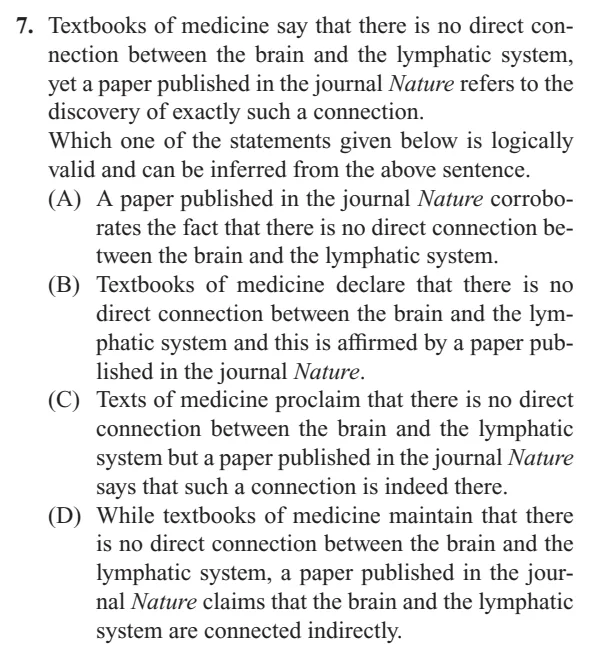 7. Textbooks of medicine say that there is no direct con-
nection between the brain and the lymphatic system,
yet a paper published in the journal Nature refers to the
discovery of exactly such a connection.
Which one of the statements given below is logically
valid and can be inferred from the above sentence.
(A) A paper published in the journal Nature corrobo-
rates the fact that there is no direct connection be-
tween the brain and the lymphatic system.
(B) Textbooks of medicine declare that there is no
direct connection between the brain and the lym-
phatic system and this is affirmed by a paper pub-
lished in the journal Nature.
(C) Texts of medicine proclaim that there is no direct
connection between the brain and the lymphatic
system but a paper published in the journal Nature
says that such a connection is indeed there.
(D) While textbooks of medicine maintain that there
is no direct connection between the brain and the
lymphatic system, a paper published in the jour-
nal Nature claims that the brain and the lymphatic
system are connected indirectly.